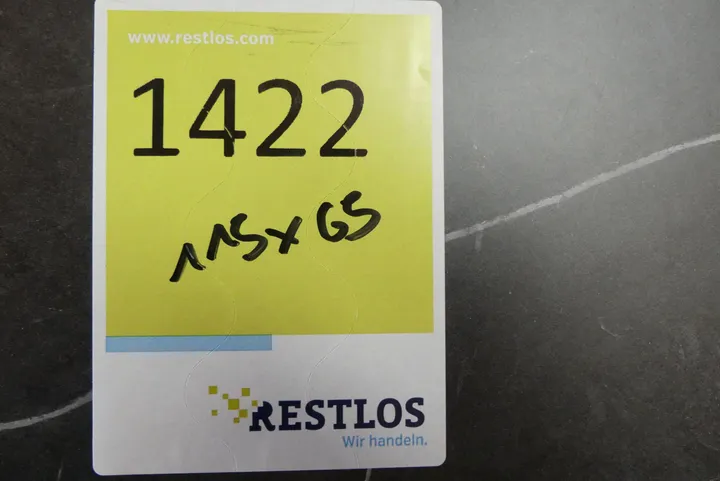 www.restlos.com
1422
115x65
RESTLOS
Wir handeln.